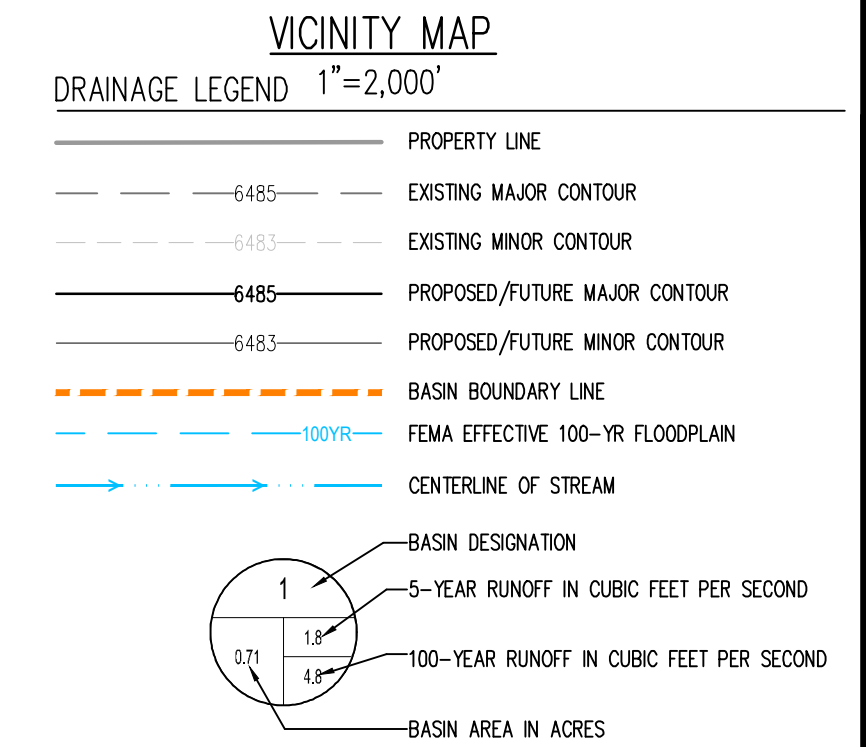 VICINITY MAP
DRAINAGE LEGEND 1"=2,000'
PROPERTY LINE
6485 EXISTING MAJOR CONTOUR
6483 EXISTING MINOR CONTOUR
6485 PROPOSED/FUTURE MAJOR CONTOUR
6483 PROPOSED/FUTURE MINOR CONTOUR
BASIN BOUNDARY LINE
100YR FEMA EFFECTIVE 100-YR FLOODPLAIN
CENTERLINE OF STREAM
BASIN DESIGNATION
1
5-YEAR RUNOFF IN CUBIC FEET PER SECOND
1.8
0.71
100-YEAR RUNOFF IN CUBIC FEET PER SECOND
4.8
BASIN AREA IN ACRES